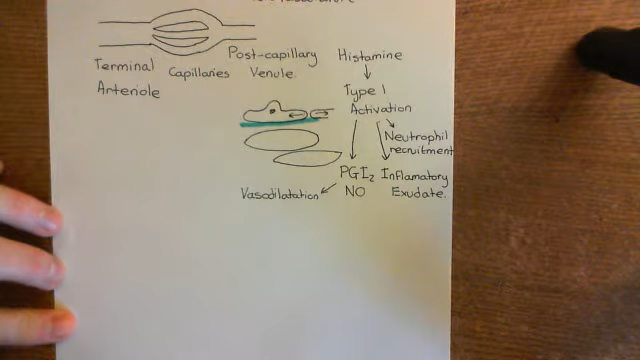 Terminal
Arteriole
Capillaries
Post-capillary
Venule.
Histamine
Type 1
Activation
Neutrophil
recruitment
PGI2
NO
Inflamatory
Exudate.
Vasodilatation